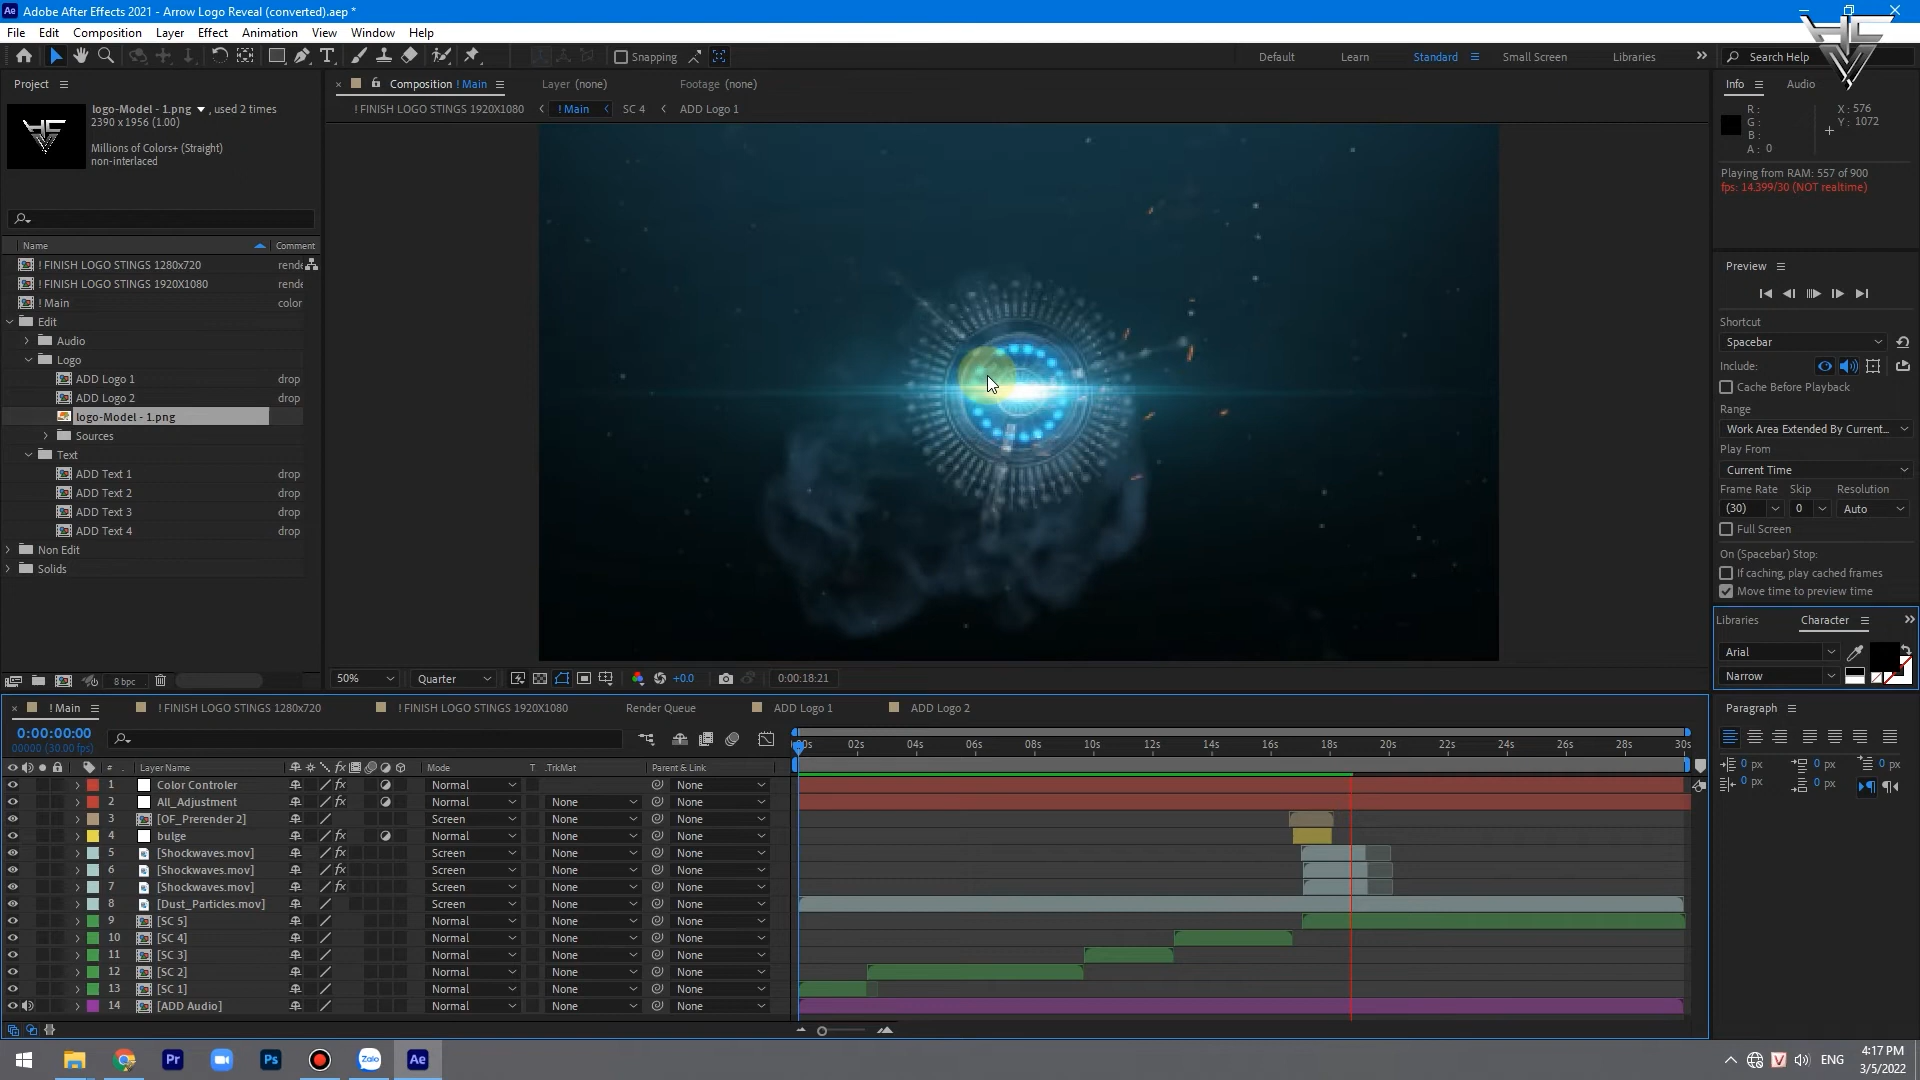 Adobe After Effects 2021 - Arrow Logo Reveal (converted).aep *
File Edit Composition Layer Effect Animation View Window Help
Snapping
Default Learn Standard Small Screen Libraries Search Help
Project
logo-Model - 1.png , used 2 times
2390 x 1956 (1.00)
Millions of Colors+ (Straight)
non-interlaced
Name Comment
! FINISH LOGO STINGS 1280x720 rende
! FINISH LOGO STINGS 1920X1080 rende
! Main color
Edit
Audio
Logo
ADD Logo 1 drop
ADD Logo 2 drop
logo-Model - 1.png
Sources
Text
ADD Text 1 drop
ADD Text 2 drop
ADD Text 3 drop
ADD Text 4 drop
Non Edit
Solids
8 bpc
Composition ! Main Layer (none) Footage (none)
! FINISH LOGO STINGS 1920X1080 ! Main SC 4 ADD Logo 1
50% Quarter +0.0 0:00:18:21
Info Audio
R :
G :
B :
A : 0
X : 576
Y : 1072
Playing from RAM: 557 of 900
fps: 14.399/30 (NOT realtime)
Preview
Shortcut
Spacebar
Include:
Cache Before Playback
Range
Work Area Extended By Current...
Play From
Current Time
Frame Rate Skip Resolution
(30) 0 Auto
Full Screen
On (Spacebar) Stop:
If caching, play cached frames
Move time to preview time
Libraries Character
Arial
Narrow
Paragraph
0 px 0 px 0 px
0 px 0 px
! Main ! FINISH LOGO STINGS 1280x720 ! FINISH LOGO STINGS 1920X1080 Render Queue ADD Logo 1 ADD Logo 2
0:00:00:00
00000 (30.00 fps)
00s 02s 04s 06s 08s 10s 12s 14s 16s 18s 20s 22s 24s 26s 28s 30s
# Layer Name Mode T .TrkMat Parent & Link
1 Color Controler Normal None
2 All_Adjustment Normal None None
3 [OF_Prerender 2] Screen None None
4 bulge Normal None None
5 [Shockwaves.mov] Screen None None
6 [Shockwaves.mov] Screen None None
7 [Shockwaves.mov] Screen None None
8 [Dust_Particles.mov] Screen None None
9 [SC 5] Normal None None
10 [SC 4] Normal None None
11 [SC 3] Normal None None
12 [SC 2] Normal None None
13 [SC 1] Normal None None
14 [ADD Audio] Normal None None
Pr Ps Zalo Ae
ENG
4:17 PM
3/5/2022